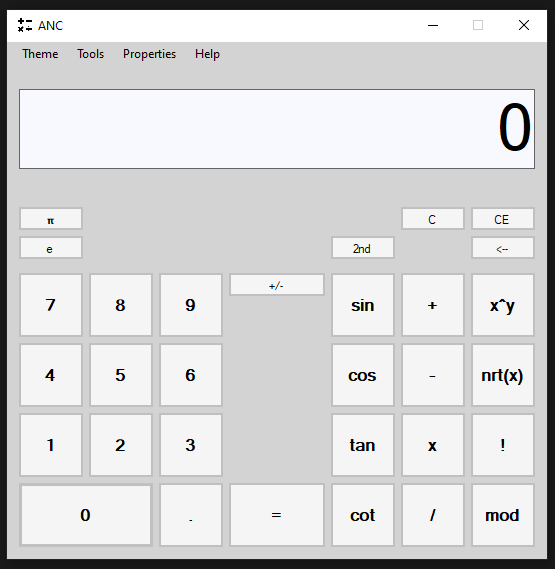 ANC
Theme Tools Properties Help
0
π C CE
e 2nd <--
7 8 9 +/- sin + x^y
4 5 6 cos - nrt(x)
1 2 3 tan x !
0 . = cot / mod